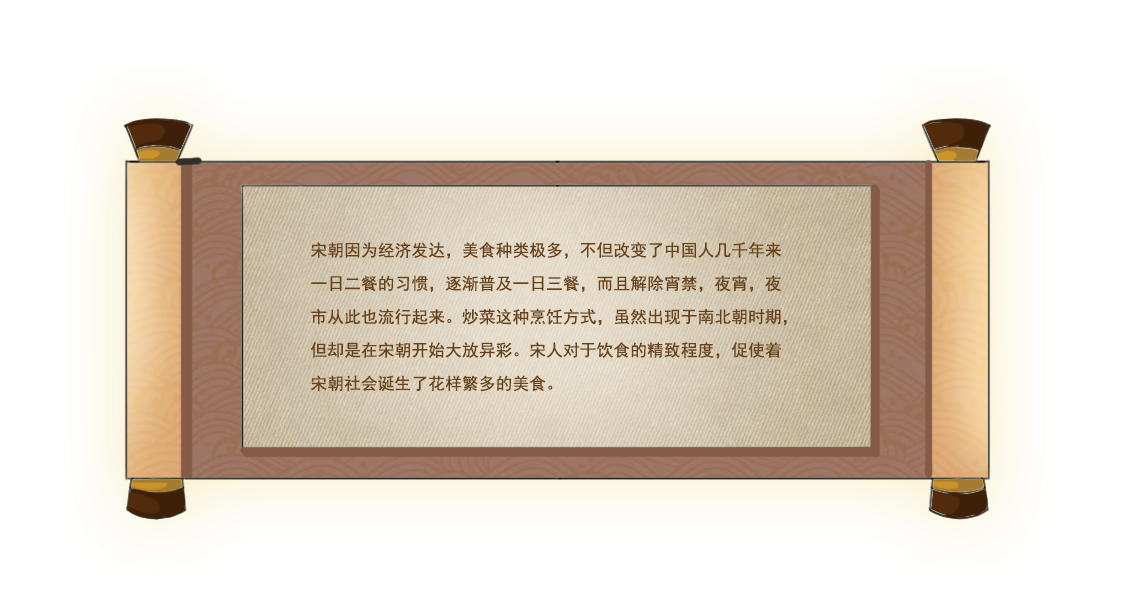 宋朝因为经济发达，美食种类极多，不但改变了中国人几千年来
一日二餐的习惯，逐渐普及一日三餐，而且解除宵禁，夜宵，夜
市从此也流行起来。炒菜这种烹饪方式，虽然出现于南北朝时期，
但却是在宋朝开始大放异彩。宋人对于饮食的精致程度，促使着
宋朝社会诞生了花样繁多的美食。